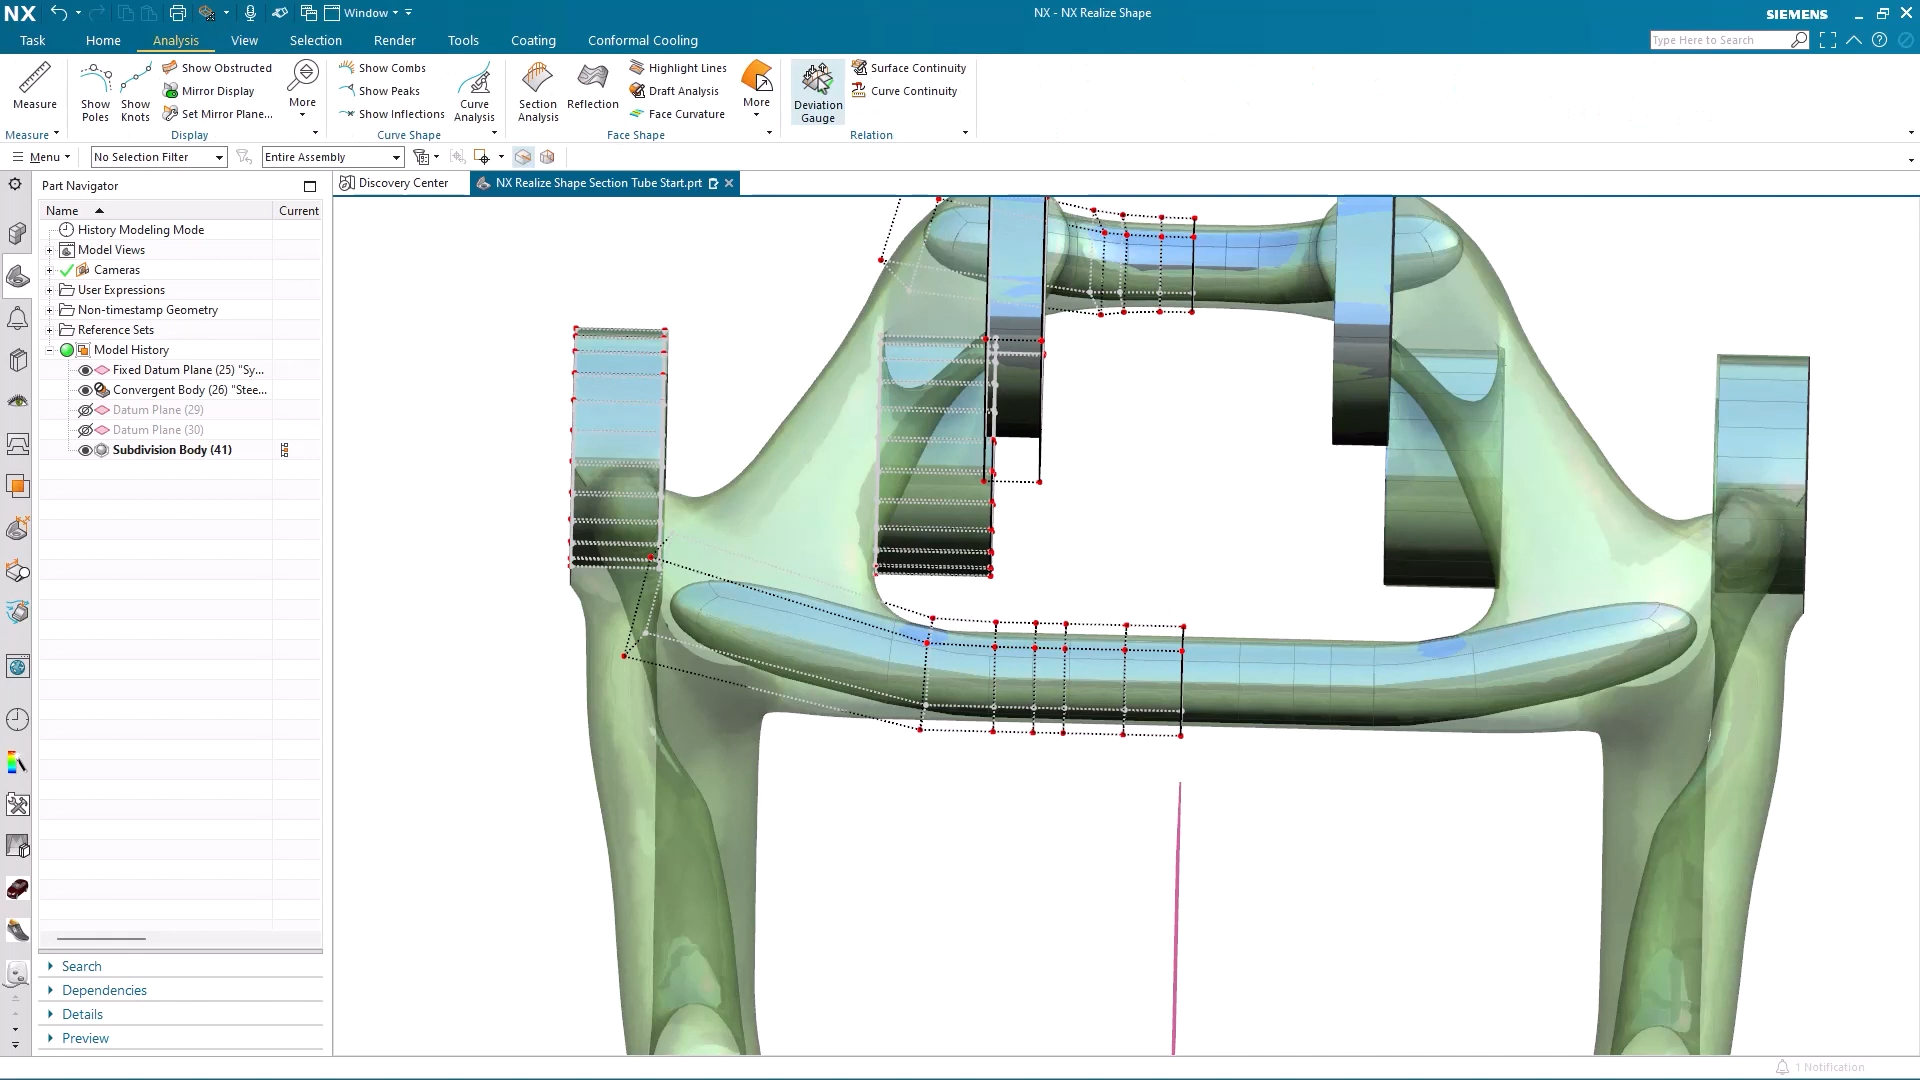 NX
Window
NX - NX Realize Shape
SIEMENS
Task
Home
Analysis
View
Selection
Render
Tools
Coating
Conformal Cooling
Type Here to Search
Measure
Show Poles
Show Knots
Show Obstructed
Mirror Display
Set Mirror Plane...
More
Show Combs
Show Peaks
Show Inflections
Curve Analysis
Section Analysis
Reflection
Highlight Lines
Draft Analysis
Face Curvature
More
Deviation Gauge
Surface Continuity
Curve Continuity
Measure
Display
Curve Shape
Face Shape
Relation
Menu
No Selection Filter
Entire Assembly
Part Navigator
Discovery Center
NX Realize Shape Section Tube Start.prt
Name
Current
History Modeling Mode
Model Views
Cameras
User Expressions
Non-timestamp Geometry
Reference Sets
Model History
Fixed Datum Plane (25) "Sy...
Convergent Body (26) "Stee...
Datum Plane (29)
Datum Plane (30)
Subdivision Body (41)
Search
Dependencies
Details
Preview
1 Notification